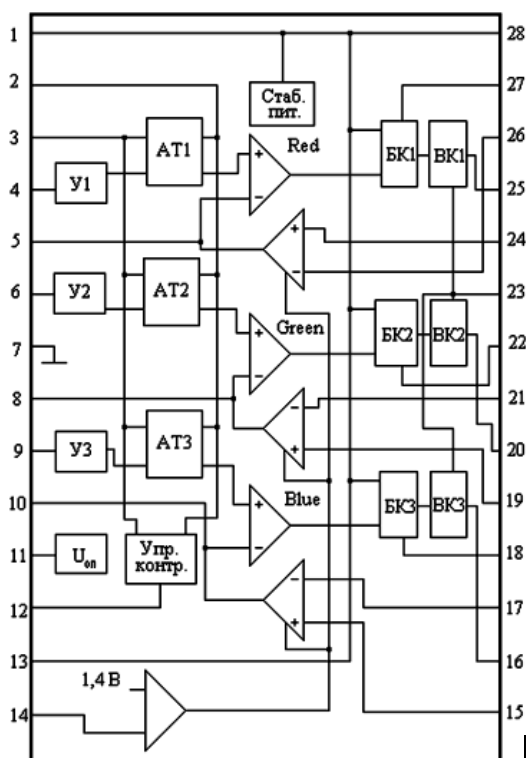 1
28
2
27
Стаб.
пит.
3
26
АТ1
Red
+
БК1
ВК1
У1
4
−
25
+
5
24
−
АТ2
6
У2
23
Green
+
БК2
ВК2
7
22
−
8
−
21
АТ3
9
У3
+
20
БК3
ВК3
10
Blue
19
+
Упр.
контр.
11
Uоп
−
18
−
12
17
+
13
16
1,4 В
14
15